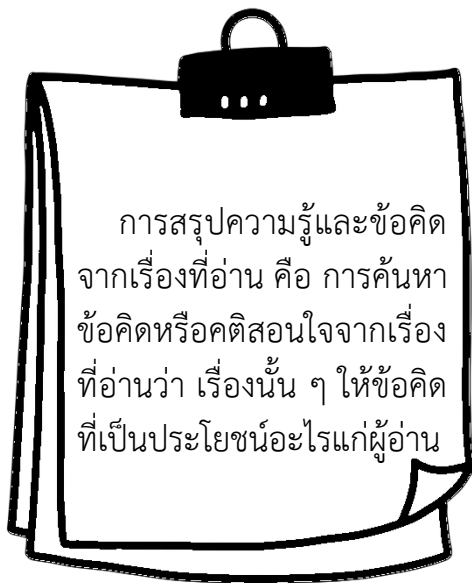 การสรุปความรู้และข้อคิด
จากเรื่องที่อ่าน คือ การค้นหา
ข้อคิดหรือคติสอนใจจากเรื่อง
ที่อ่านว่า เรื่องนั้น ๆ ให้ข้อคิด
ที่เป็นประโยชน์อะไรแก่ผู้อ่าน